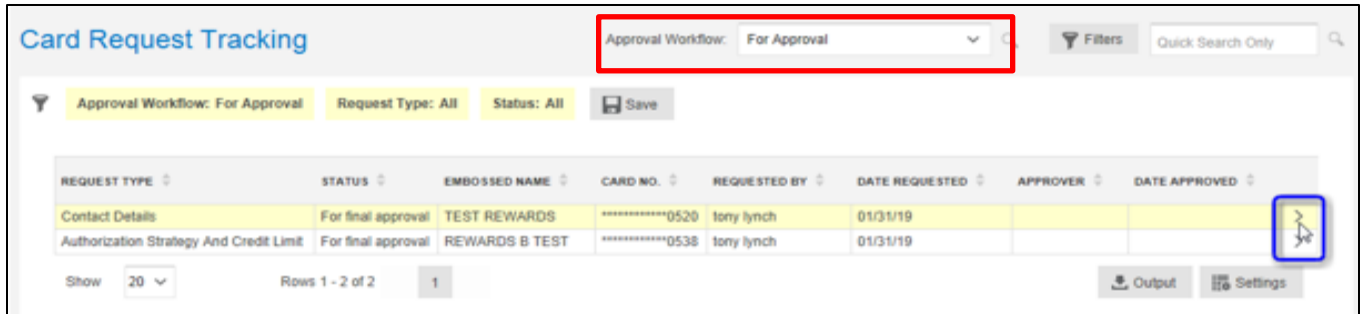 Card Request Tracking
Approval Workflow: For Approval
Filters
Quick Search Only
Approval Workflow: For Approval Request Type: All Status: All Save
REQUEST TYPE STATUS EMBOSSED NAME CARD NO. REQUESTED BY DATE REQUESTED APPROVER DATE APPROVED
Contact Details For final approval TEST REWARDS ************0520 tony lynch 01/31/19
Authorization Strategy And Credit Limit For final approval REWARDS B TEST ************0538 tony lynch 01/31/19
Show 20 Rows 1 - 2 of 2 1 Output Settings